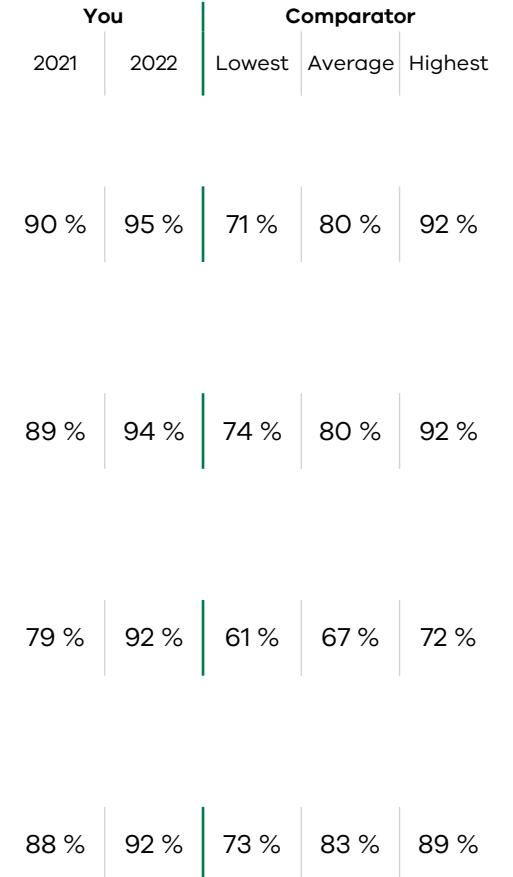 You Comparator
2021 2022 Lowest Average Highest
90 % 95 % 71 % 80 % 92 %
89 % 94 % 74 % 80 % 92 %
79 % 92 % 61 % 67 % 72 %
88 % 92 % 73 % 83 % 89 %